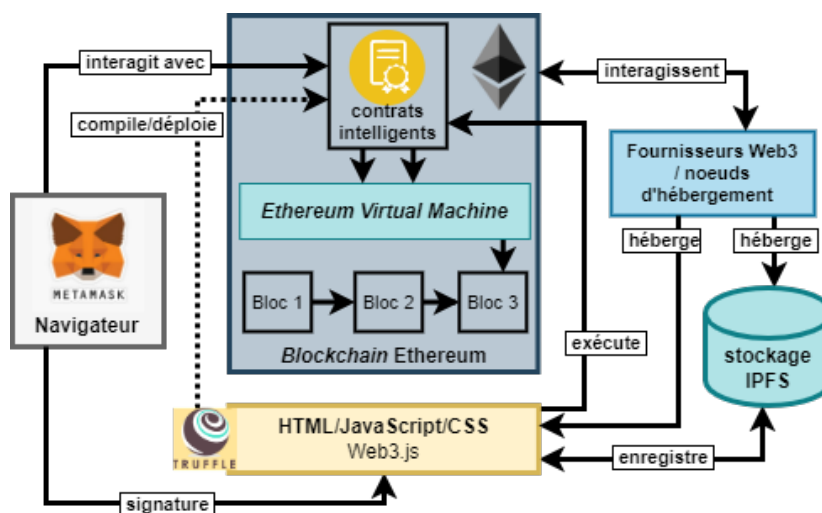 interagit avec
contrats
intelligents
interagissent
compile/déploie
Fournisseurs Web3
/ noeuds
d'hébergement
Ethereum Virtual Machine
METAMASK
Navigateur
héberge
héberge
Bloc 1
Bloc 2
Bloc 3
Blockchain Ethereum
exécute
stockage
IPFS
TRUFFLE
HTML/JavaScript/CSS
Web3.js
enregistre
signature